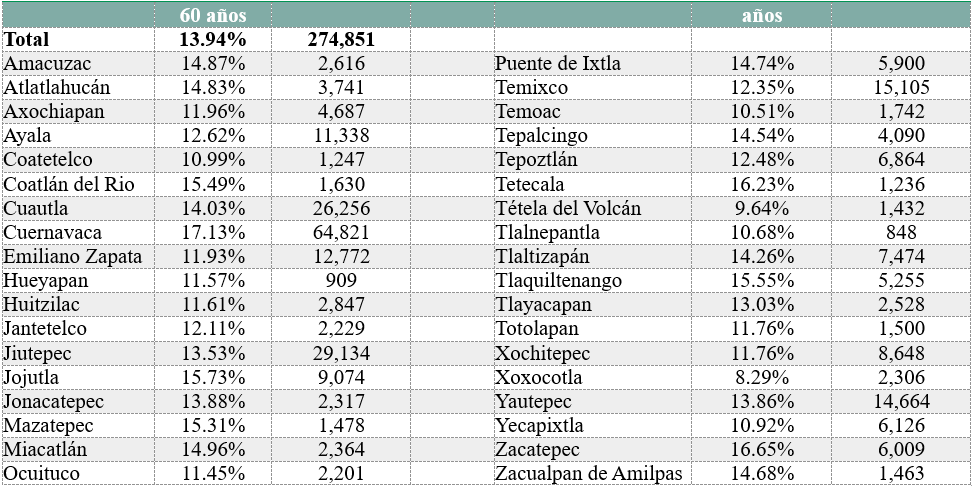 60 años años
Total 13.94% 274,851
Amacuzac 14.87% 2,616 Puente de Ixtla 14.74% 5,900
Atlatlahucán 14.83% 3,741 Temixco 12.35% 15,105
Axochiapan 11.96% 4,687 Temoac 10.51% 1,742
Ayala 12.62% 11,338 Tepalcingo 14.54% 4,090
Coatetelco 10.99% 1,247 Tepoztlán 12.48% 6,864
Coatlán del Rio 15.49% 1,630 Tetecala 16.23% 1,236
Cuautla 14.03% 26,256 Tétela del Volcán 9.64% 1,432
Cuernavaca 17.13% 64,821 Tlalnepantla 10.68% 848
Emiliano Zapata 11.93% 12,772 Tlaltizapán 14.26% 7,474
Hueyapan 11.57% 909 Tlaquiltenango 15.55% 5,255
Huitzilac 11.61% 2,847 Tlayacapan 13.03% 2,528
Jantetelco 12.11% 2,229 Totolapan 11.76% 1,500
Jiutepec 13.53% 29,134 Xochitepec 11.76% 8,648
Jojutla 15.73% 9,074 Xoxocotla 8.29% 2,306
Jonacatepec 13.88% 2,317 Yautepec 13.86% 14,664
Mazatepec 15.31% 1,478 Yecapixtla 10.92% 6,126
Miacatlán 14.96% 2,364 Zacatepec 16.65% 6,009
Ocuituco 11.45% 2,201 Zacualpan de Amilpas 14.68% 1,463